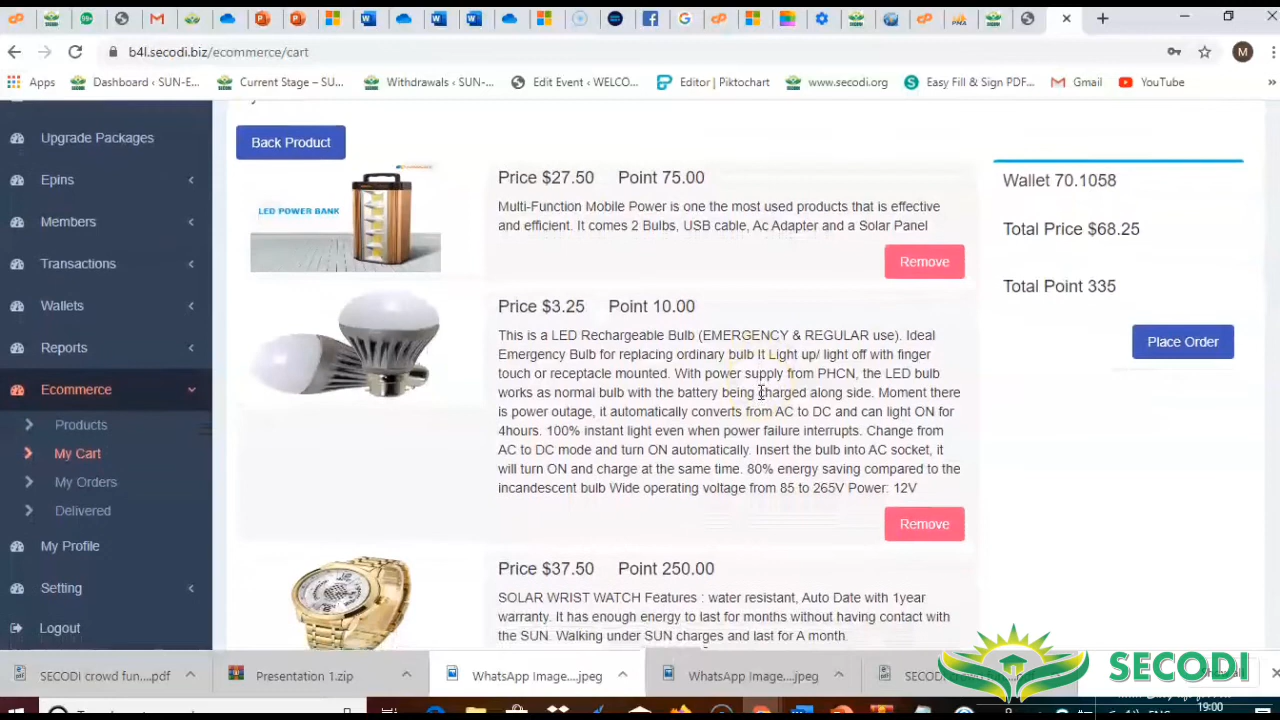 b4l.secodi.biz/ecommerce/cart
M
Apps
Dashboard ‹ SUN-E...
Current Stage – SU...
Withdrawals ‹ SUN-...
Edit Event ‹ WELCO...
Editor | Piktochart
www.secodi.org
Easy Fill & Sign PDF...
Gmail
YouTube
»
Upgrade Packages
Epins
Members
Transactions
Wallets
Reports
Ecommerce
Products
My Cart
My Orders
Delivered
My Profile
Setting
Logout
Back Product
LED POWER BANK
Price $27.50 Point 75.00
Multi-Function Mobile Power is one the most used products that is effective
and efficient. It comes 2 Bulbs, USB cable, Ac Adapter and a Solar Panel
Remove
Price $3.25 Point 10.00
This is a LED Rechargeable Bulb (EMERGENCY & REGULAR use). Ideal
Emergency Bulb for replacing ordinary bulb It Light up/ light off with finger
touch or receptacle mounted. With power supply from PHCN, the LED bulb
works as normal bulb with the battery being charged along side. Moment there
is power outage, it automatically converts from AC to DC and can light ON for
4hours. 100% instant light even when power failure interrupts. Change from
AC to DC mode and turn ON automatically. Insert the bulb into AC socket, it
will turn ON and charge at the same time. 80% energy saving compared to the
incandescent bulb Wide operating voltage from 85 to 265V Power: 12V
Remove
Price $37.50 Point 250.00
SOLAR WRIST WATCH Features : water resistant, Auto Date with 1year
warranty. It has enough energy to last for months without having contact with
the SUN. Walking under SUN charges and last for A month.
Wallet 70.1058
Total Price $68.25
Total Point 335
Place Order
SECODI crowd fun....pdf
Presentation 1.zip
WhatsApp Image....jpeg
WhatsApp Image....jpeg
SECODI
19:00